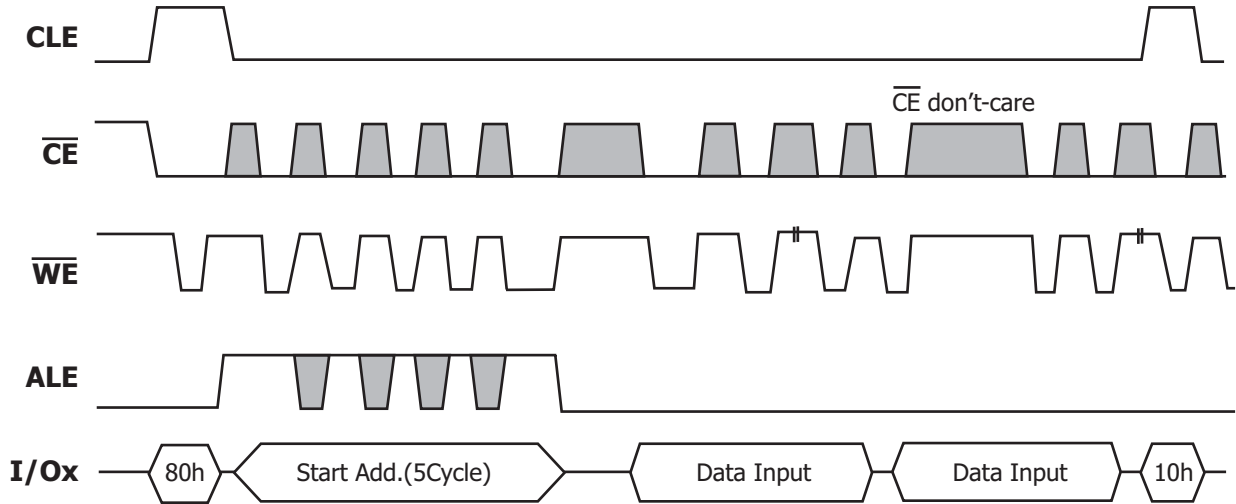 CLE
CE don't-care
CE
WE
ALE
I/Ox 80h Start Add.(5Cycle) Data Input Data Input 10h